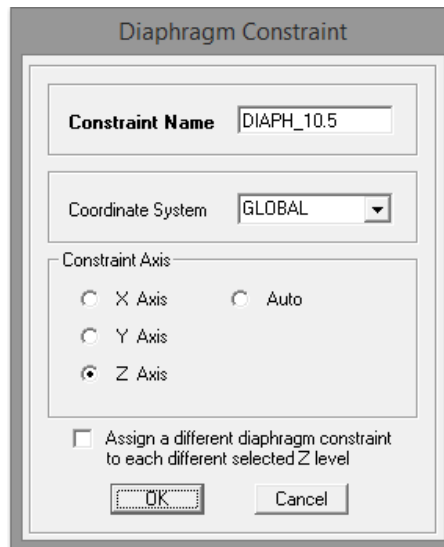 Diaphragm Constraint
Constraint Name DIAPH_10.5
Coordinate System GLOBAL
Constraint Axis
X Axis Auto
Y Axis
Z Axis
Assign a different diaphragm constraint
to each different selected Z level
OK Cancel